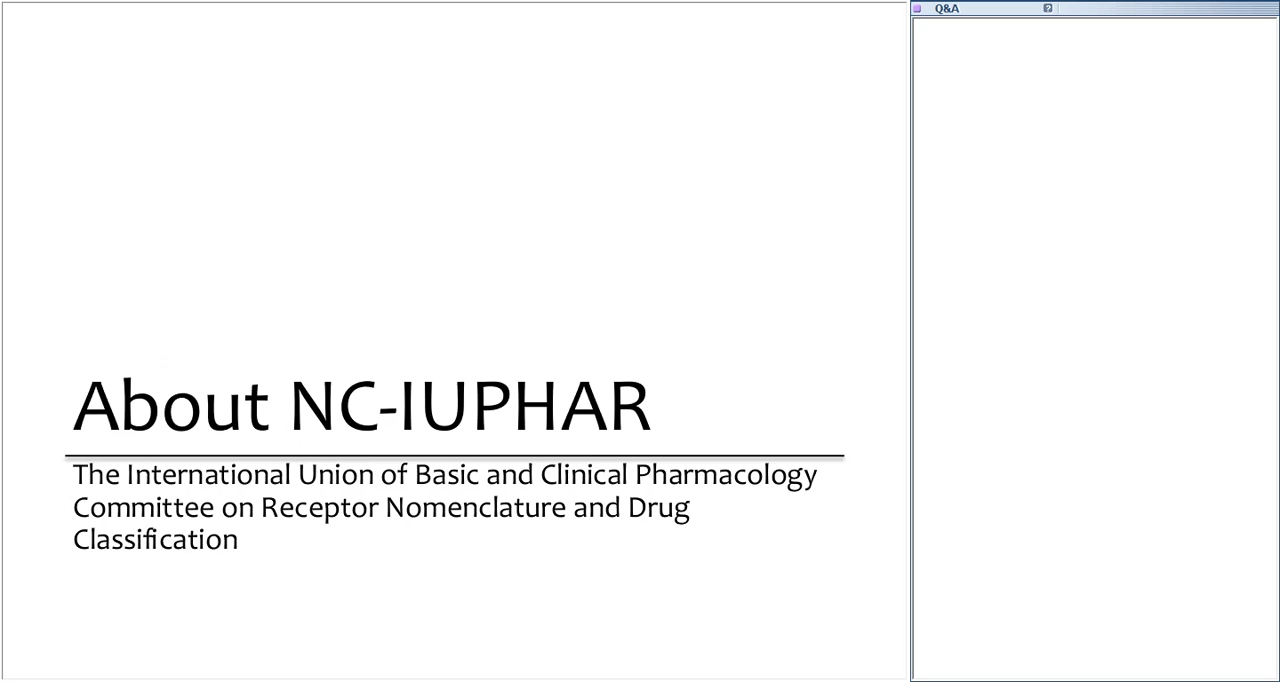 Q&A
?
About NC-IUPHAR
The International Union of Basic and Clinical Pharmacology
Committee on Receptor Nomenclature and Drug
Classification